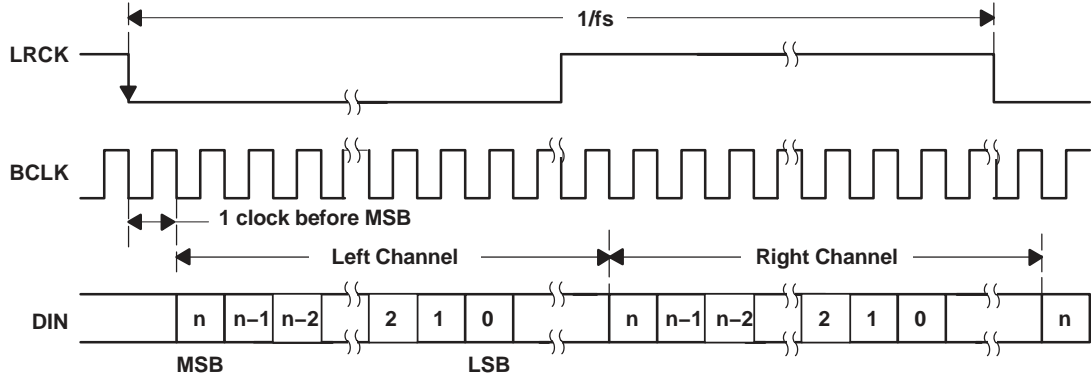 1/fs
LRCK
BCLK
1 clock before MSB
Left Channel
Right Channel
DIN
n n−1 n−2 2 1 0 n n−1 n−2 2 1 0 n
MSB LSB